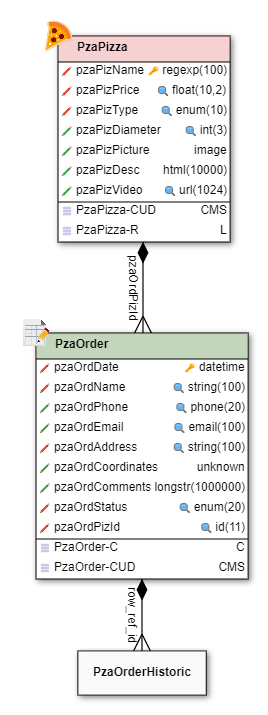 PzaPizza
pzaPizName regexp(100)
pzaPizPrice float(10,2)
pzaPizType enum(10)
pzaPizDiameter int(3)
pzaPizPicture image
pzaPizDesc html(10000)
pzaPizVideo url(1024)
PzaPizza-CUD CMS
PzaPizza-R L
pzaOrdPizId
PzaOrder
pzaOrdDate datetime
pzaOrdName string(100)
pzaOrdPhone phone(20)
pzaOrdEmail email(100)
pzaOrdAddress string(100)
pzaOrdCoordinates unknown
pzaOrdComments longstr(1000000)
pzaOrdStatus enum(20)
pzaOrdPizId id(11)
PzaOrder-C C
PzaOrder-CUD CMS
row_ref_id
PzaOrderHistoric